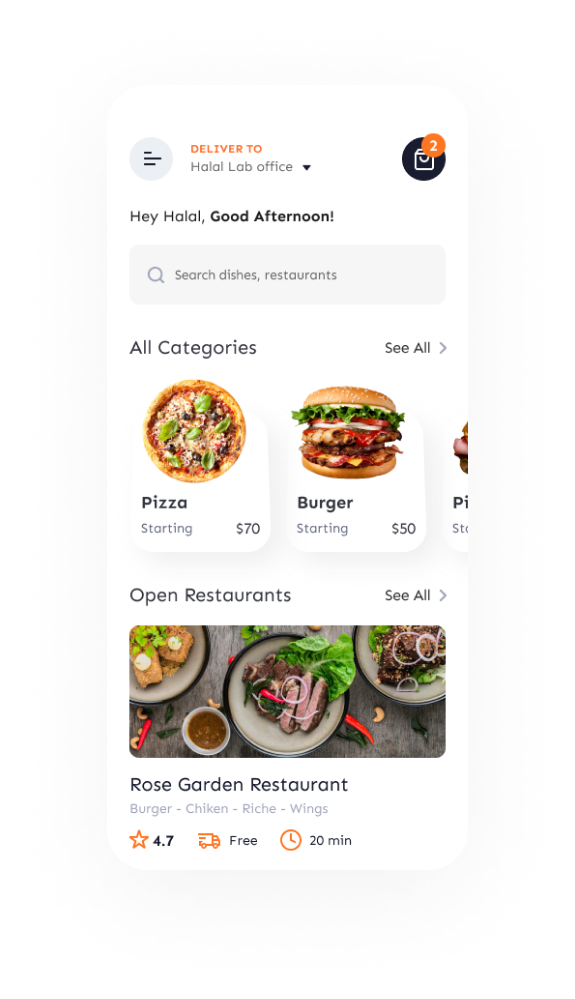 DELIVER TO
Halal Lab office
2
Hey Halal, Good Afternoon!
Search dishes, restaurants
All Categories
See All
Pizza
Starting
$70
Burger
Starting
$50
Pi
Sta
Open Restaurants
See All
Rose Garden Restaurant
Burger - Chiken - Riche - Wings
4.7
Free
20 min